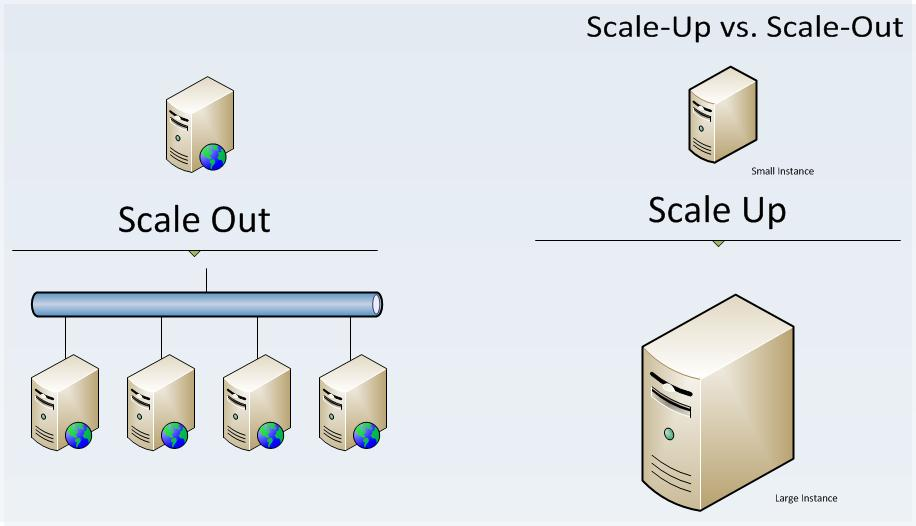 Scale-Up vs. Scale-Out
Small Instance
Scale Out
Scale Up
Large Instance